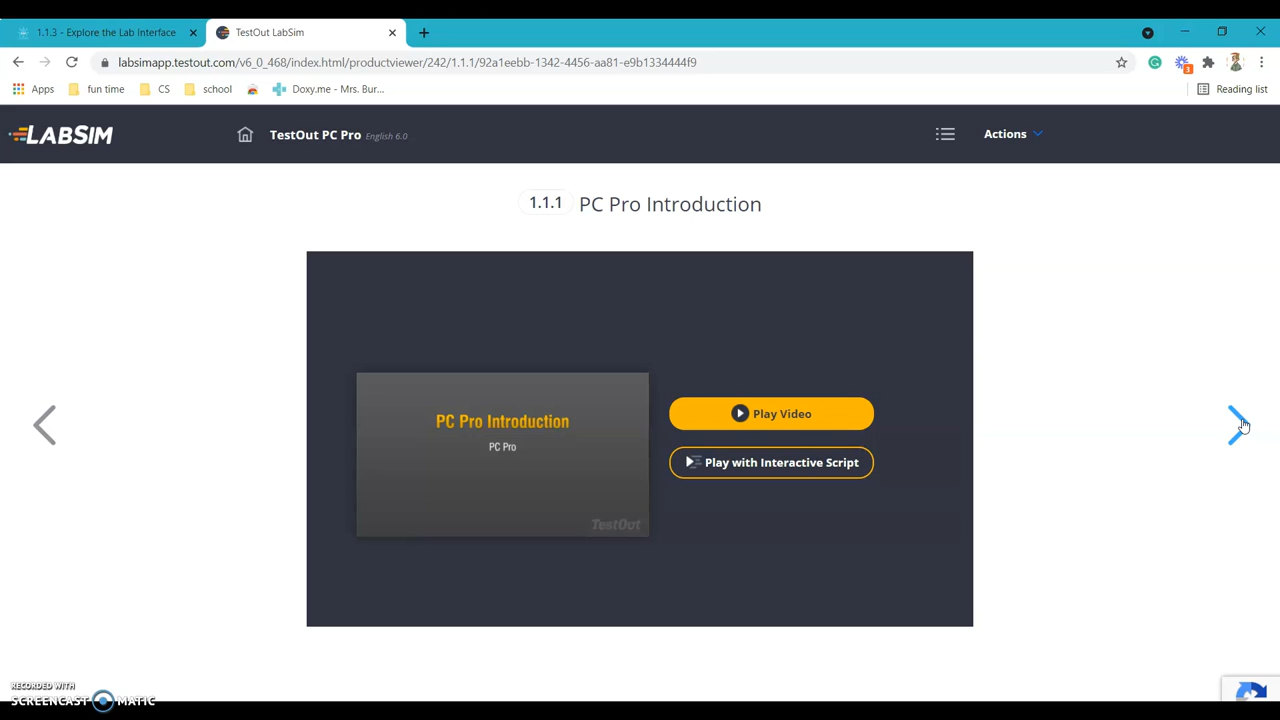 1.1.3 - Explore the Lab Interface
TestOut LabSim
labsimapp.testout.com/v6_0_468/index.html/productviewer/242/1.1.1/92a1eebb-1342-4456-aa81-e9b1334444f9
3
Apps fun time CS school Doxy.me - Mrs. Bur... Reading list
LABSIM TestOut PC Pro English 6.0 Actions
1.1.1 PC Pro Introduction
PC Pro Introduction
PC Pro
TestOut
Play Video
Play with Interactive Script
RECORDED WITH
SCREENCAST MATIC